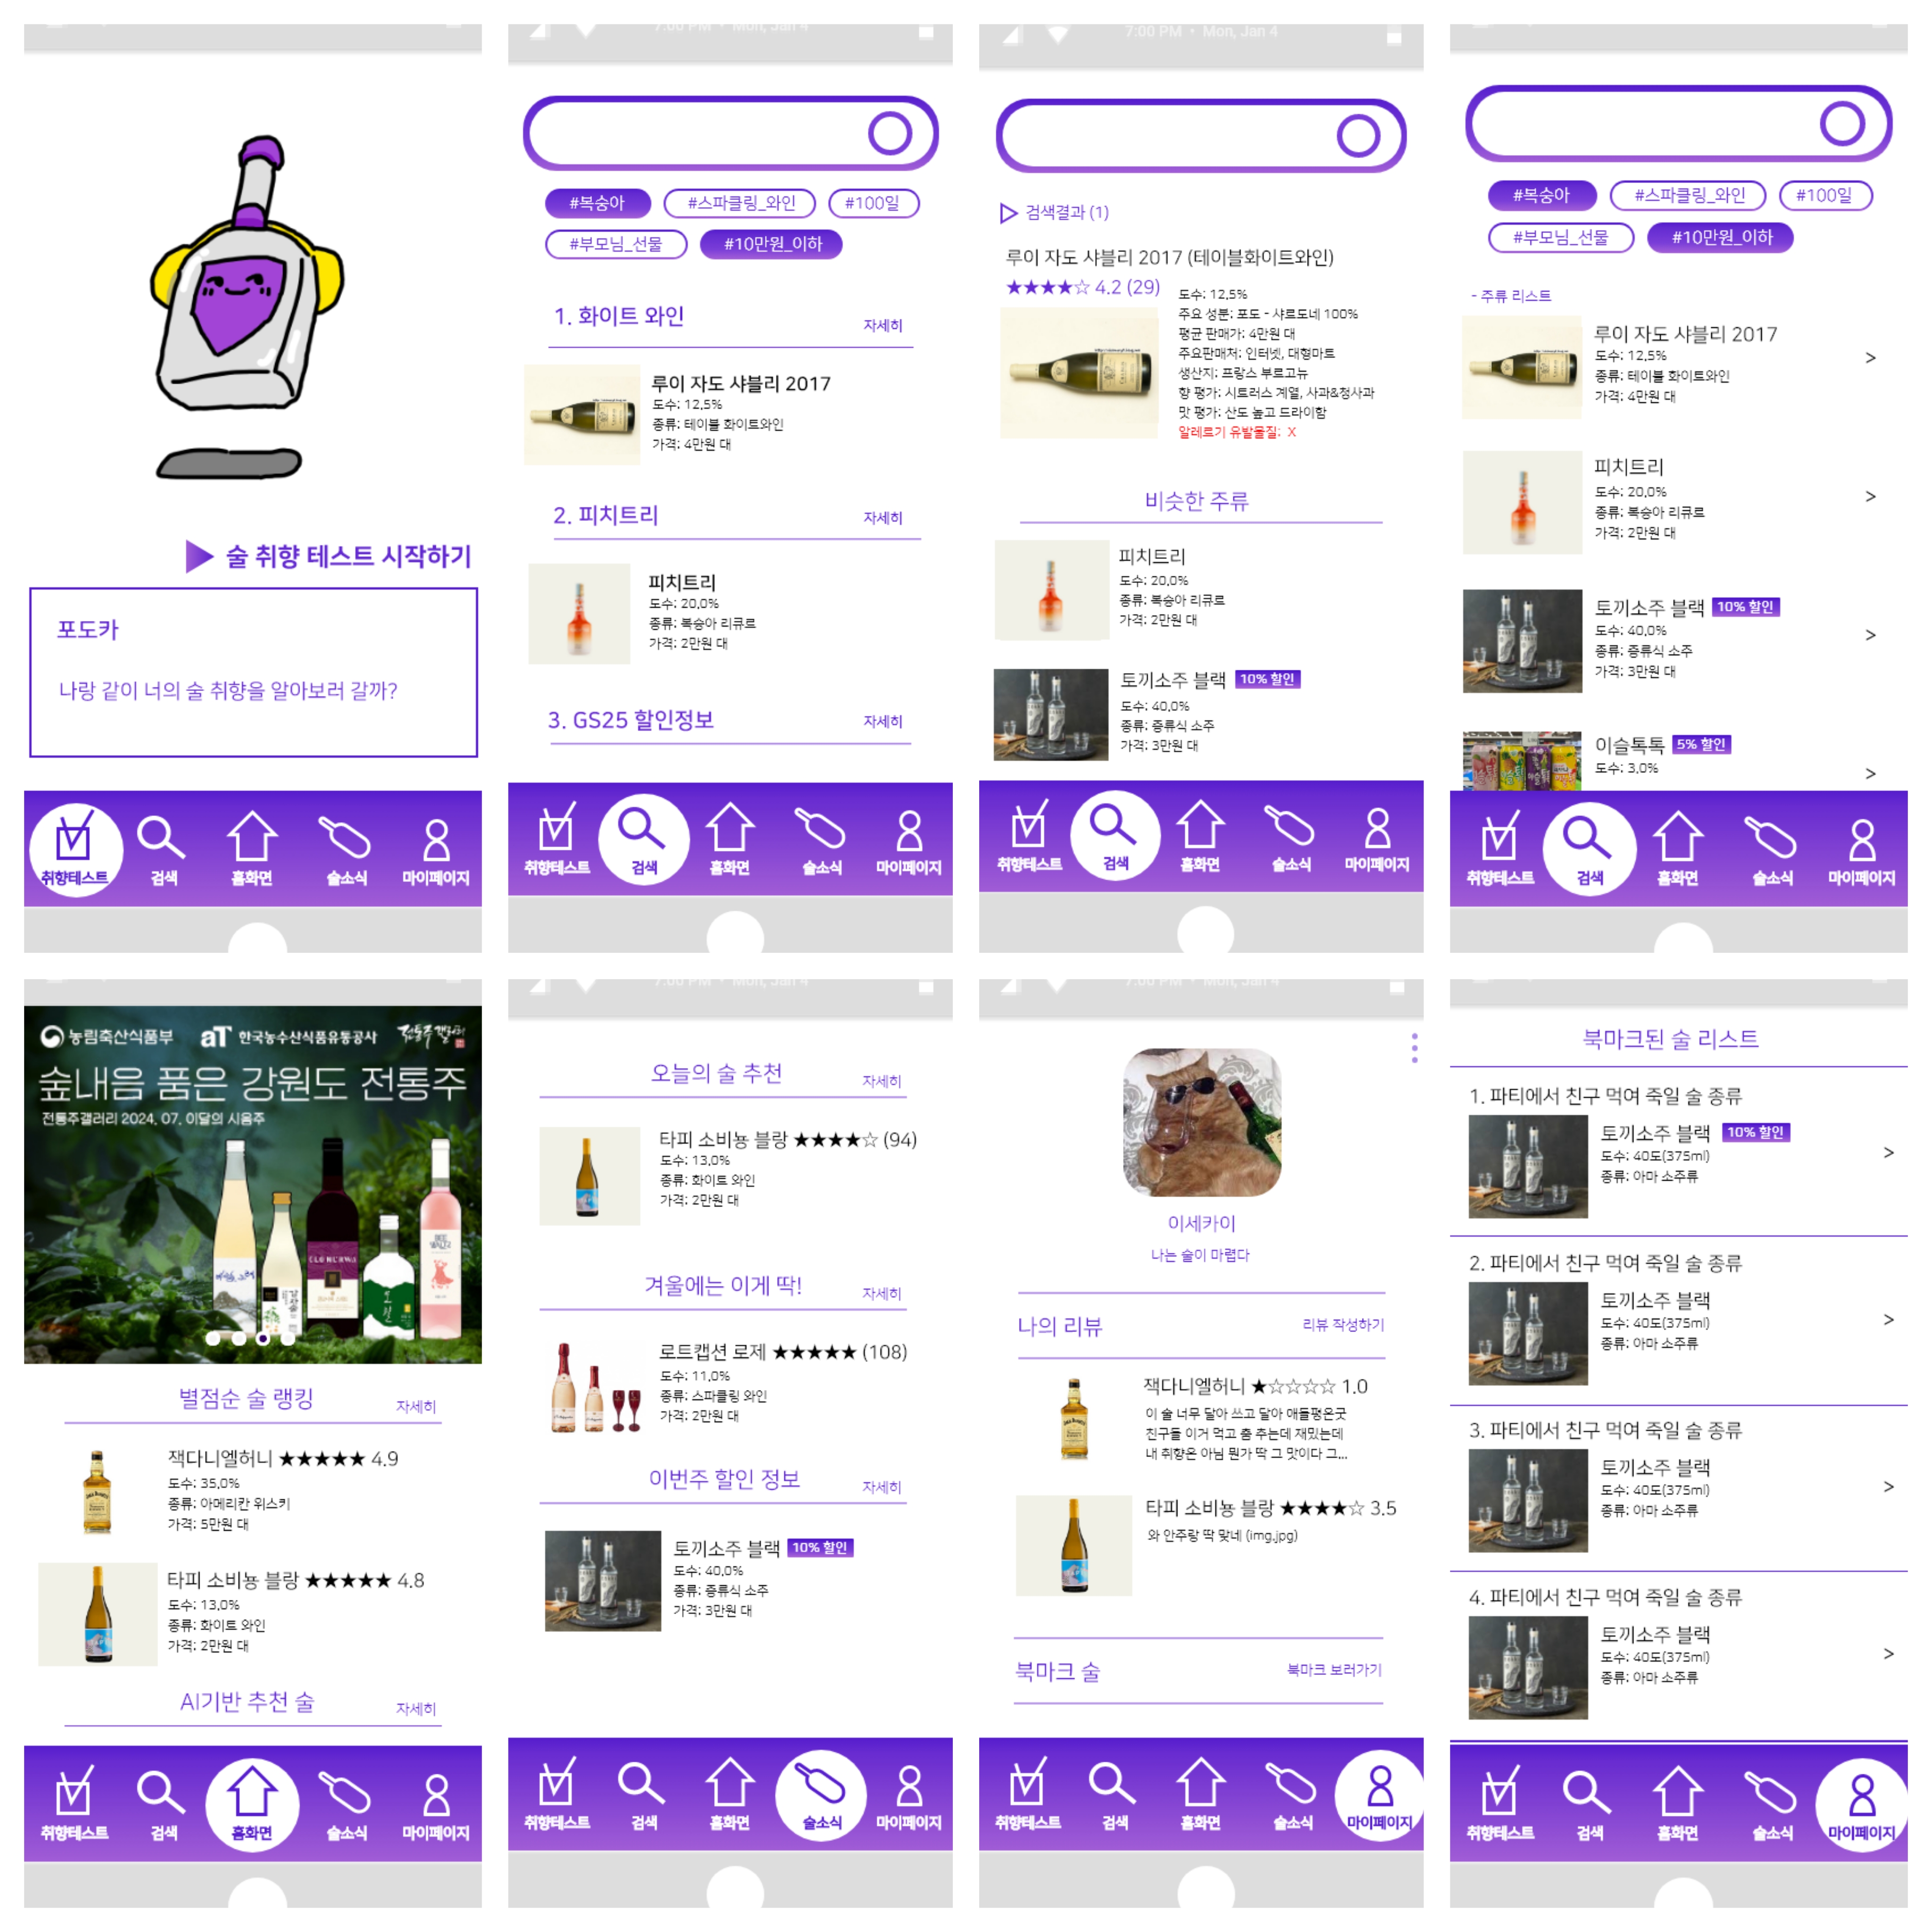 술 취향 테스트 시작하기
포도카
나랑 같이 너의 술 취향을 알아보러 갈까?
취향테스트
검색
홈화면
술소식
마이페이지
7:00 PM • Mon, Jan 4
#복숭아
#스파클링_와인
#100일
#부모님_선물
#10만원_이하
1. 화이트 와인
자세히
루이 자도 샤블리 2017
도수: 12.5%
종류: 테이블 화이트와인
가격: 4만원 대
2. 피치트리
자세히
피치트리
도수: 20.0%
종류: 복숭아 리큐르
가격: 2만원 대
3. GS25 할인정보
자세히
취향테스트
검색
홈화면
술소식
마이페이지
7:00 PM • Mon, Jan 4
검색결과 (1)
루이 자도 샤블리 2017 (테이블화이트와인)
★★★★☆ 4.2 (29)
도수: 12.5%
주요 성분: 포도 - 샤르도네 100%
평균 판매가: 4만원 대
주요판매처: 인터넷, 대형마트
생산지: 프랑스 부르고뉴
향 평가: 시트러스 계열, 사과&청사과
맛 평가: 산도 높고 드라이함
알레르기 유발물질: X
비슷한 주류
피치트리
도수: 20.0%
종류: 복숭아 리큐르
가격: 2만원 대
토끼소주 블랙 10% 할인
도수: 40.0%
종류: 증류식 소주
가격: 3만원 대
취향테스트
검색
홈화면
술소식
마이페이지
#복숭아
#스파클링_와인
#100일
#부모님_선물
#10만원_이하
- 주류 리스트
루이 자도 샤블리 2017
도수: 12.5%
종류: 테이블 화이트와인
가격: 4만원 대
>
피치트리
도수: 20.0%
종류: 복숭아 리큐르
가격: 2만원 대
>
토끼소주 블랙 10% 할인
도수: 40.0%
종류: 증류식 소주
가격: 3만원 대
>
이슬톡톡 5% 할인
도수: 3.0%
>
취향테스트
검색
홈화면
술소식
마이페이지
농림축산식품부
aT 한국농수산식품유통공사
전통주갤러리
숲내음 품은 강원도 전통주
전통주갤러리 2024. 07. 이달의 시음주
별점순 술 랭킹
자세히
잭다니엘허니 ★★★★★ 4.9
도수: 35.0%
종류: 아메리칸 위스키
가격: 5만원 대
타피 소비뇽 블랑 ★★★★★ 4.8
도수: 13.0%
종류: 화이트 와인
가격: 2만원 대
AI기반 추천 술
자세히
취향테스트
검색
홈화면
술소식
마이페이지
7:00 PM • Mon, Jan 4
오늘의 술 추천
자세히
타피 소비뇽 블랑 ★★★★☆ (94)
도수: 13.0%
종류: 화이트 와인
가격: 2만원 대
겨울에는 이게 딱!
자세히
로트캡션 로제 ★★★★★ (108)
도수: 11.0%
종류: 스파클링 와인
가격: 2만원 대
이번주 할인 정보
자세히
토끼소주 블랙 10% 할인
도수: 40.0%
종류: 증류식 소주
가격: 3만원 대
취향테스트
검색
홈화면
술소식
마이페이지
7:00 PM • Mon, Jan 4
이세카이
나는 술이 마렵다
나의 리뷰
리뷰 작성하기
잭다니엘허니 ★☆☆☆☆ 1.0
이 술 너무 달아 쓰고 달아 애들평은굿
친구들 이거 먹고 춤 추는데 재밌는데
내 취향은 아님 뭔가 딱 그 맛이다 그...
타피 소비뇽 블랑 ★★★★☆ 3.5
와 안주랑 딱 맞네 (img.jpg)
북마크 술
북마크 보러가기
취향테스트
검색
홈화면
술소식
마이페이지
북마크된 술 리스트
1. 파티에서 친구 먹여 죽일 술 종류
토끼소주 블랙 10% 할인
도수: 40도(375ml)
종류: 아마 소주류
>
2. 파티에서 친구 먹여 죽일 술 종류
토끼소주 블랙
도수: 40도(375ml)
종류: 아마 소주류
>
3. 파티에서 친구 먹여 죽일 술 종류
토끼소주 블랙
도수: 40도(375ml)
종류: 아마 소주류
>
4. 파티에서 친구 먹여 죽일 술 종류
토끼소주 블랙
도수: 40도(375ml)
종류: 아마 소주류
>
취향테스트
검색
홈화면
술소식
마이페이지